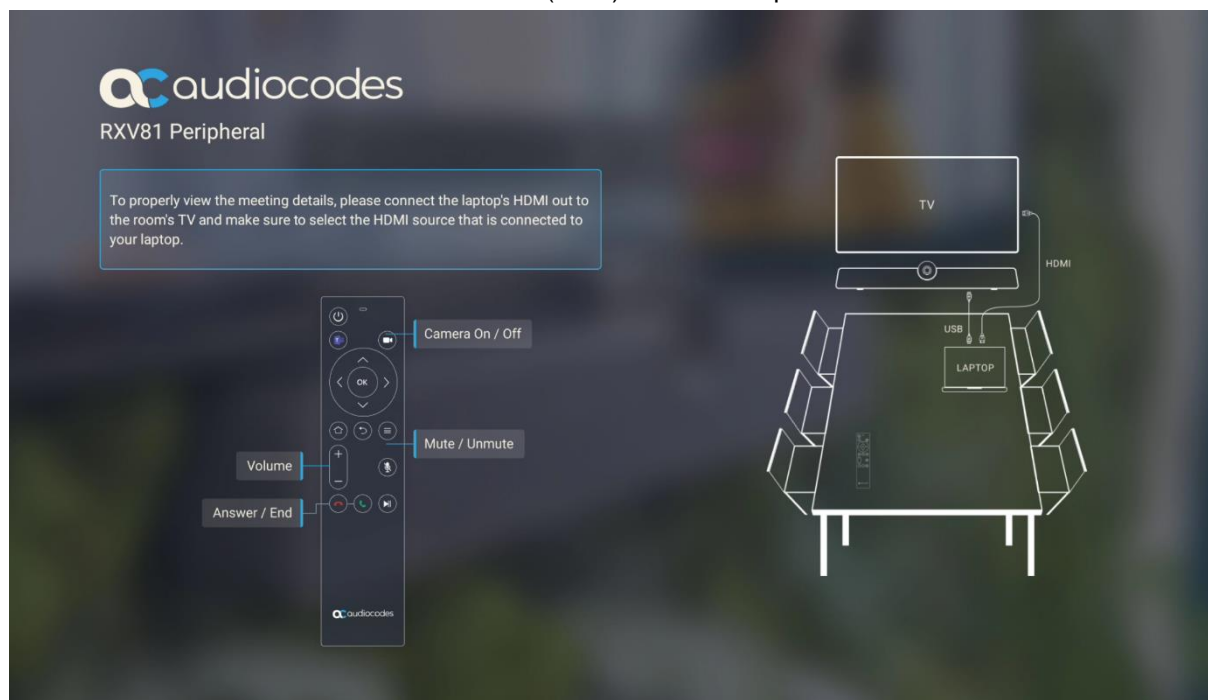 audiocodes
RXV81 Peripheral
To properly view the meeting details, please connect the laptop's HDMI out to
the room's TV and make sure to select the HDMI source that is connected to
your laptop.
TV
HDMI
USB
LAPTOP
Camera On / Off
OK
Mute / Unmute
Volume
Answer / End
audiocodes